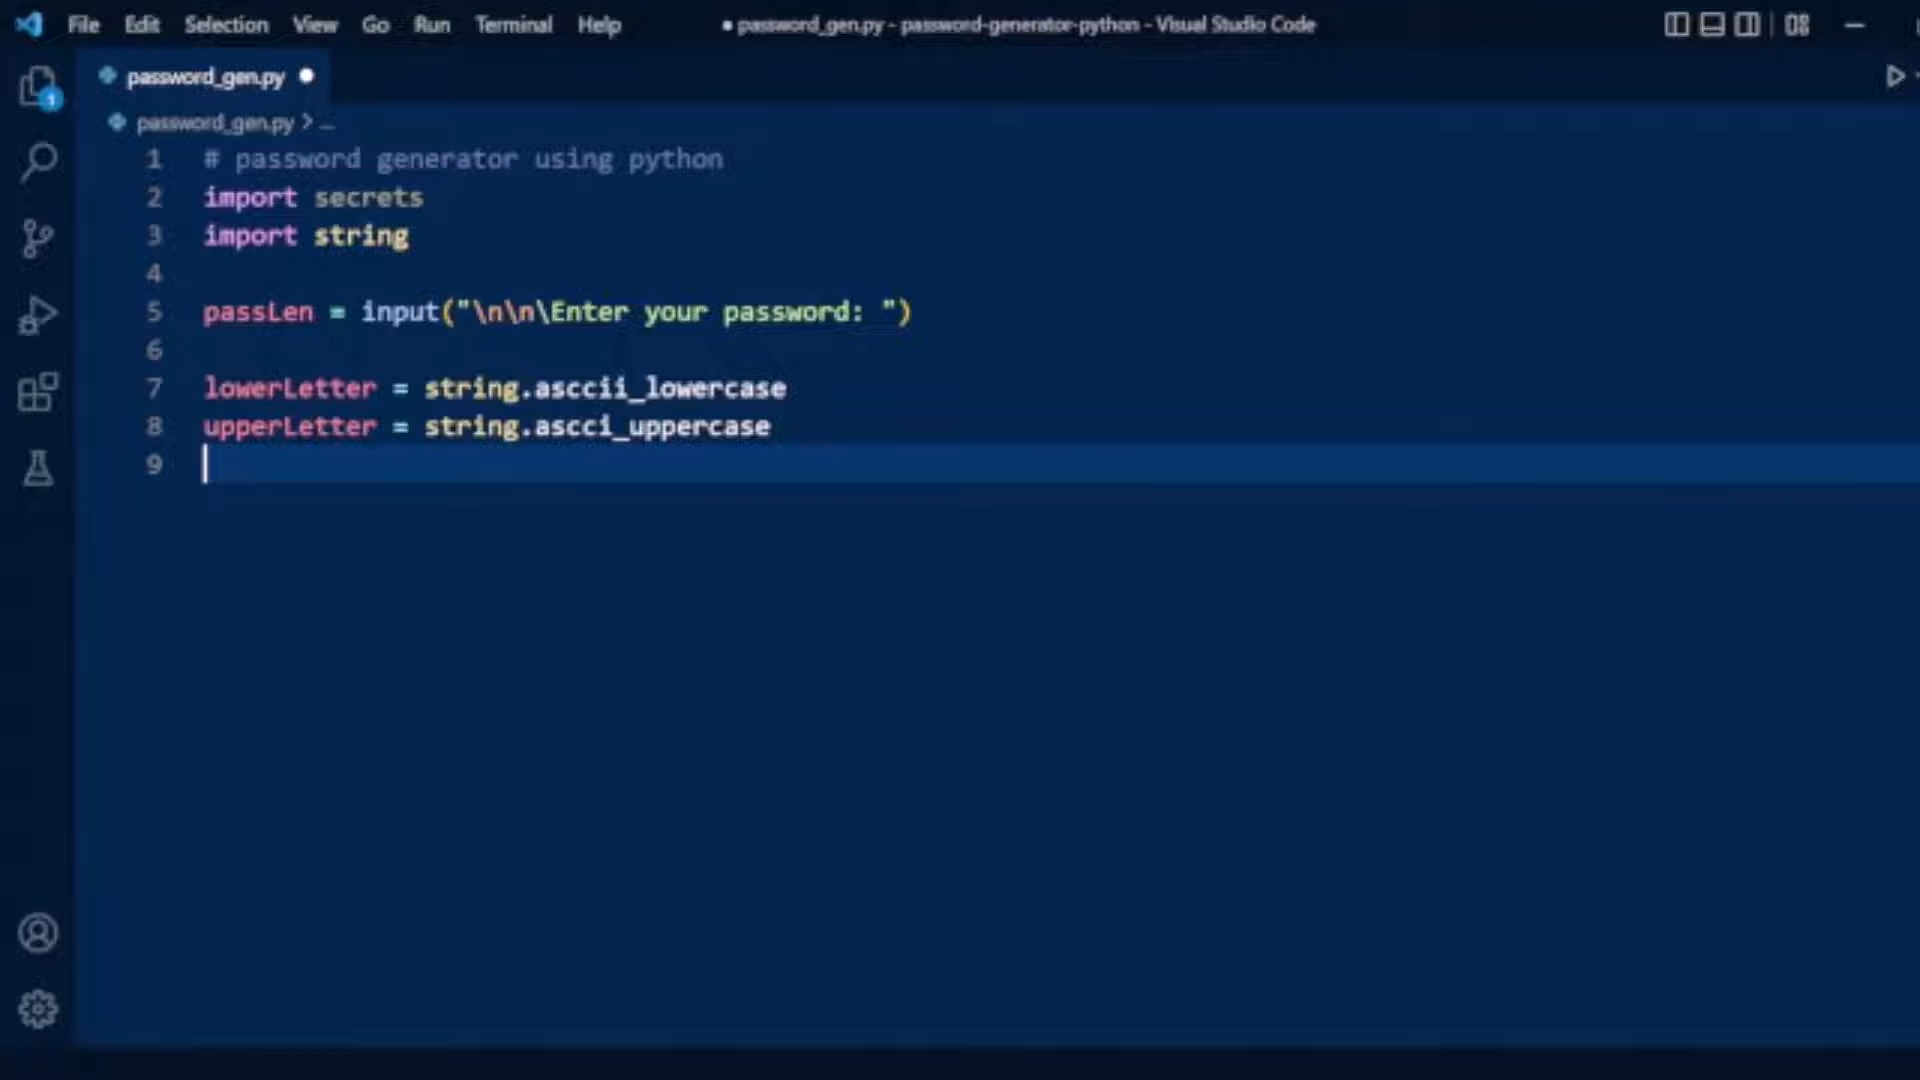 File Edit Selection View Go Run Terminal Help ● password_gen.py - password-generator-python - Visual Studio Code
password_gen.py ●
password_gen.py > ...
1 # password generator using python
2 import secrets
3 import string
4
5 passLen = input("\n\n\Enter your password: ")
6
7 lowerLetter = string.asccii_lowercase
8 upperLetter = string.ascci_uppercase
9
1